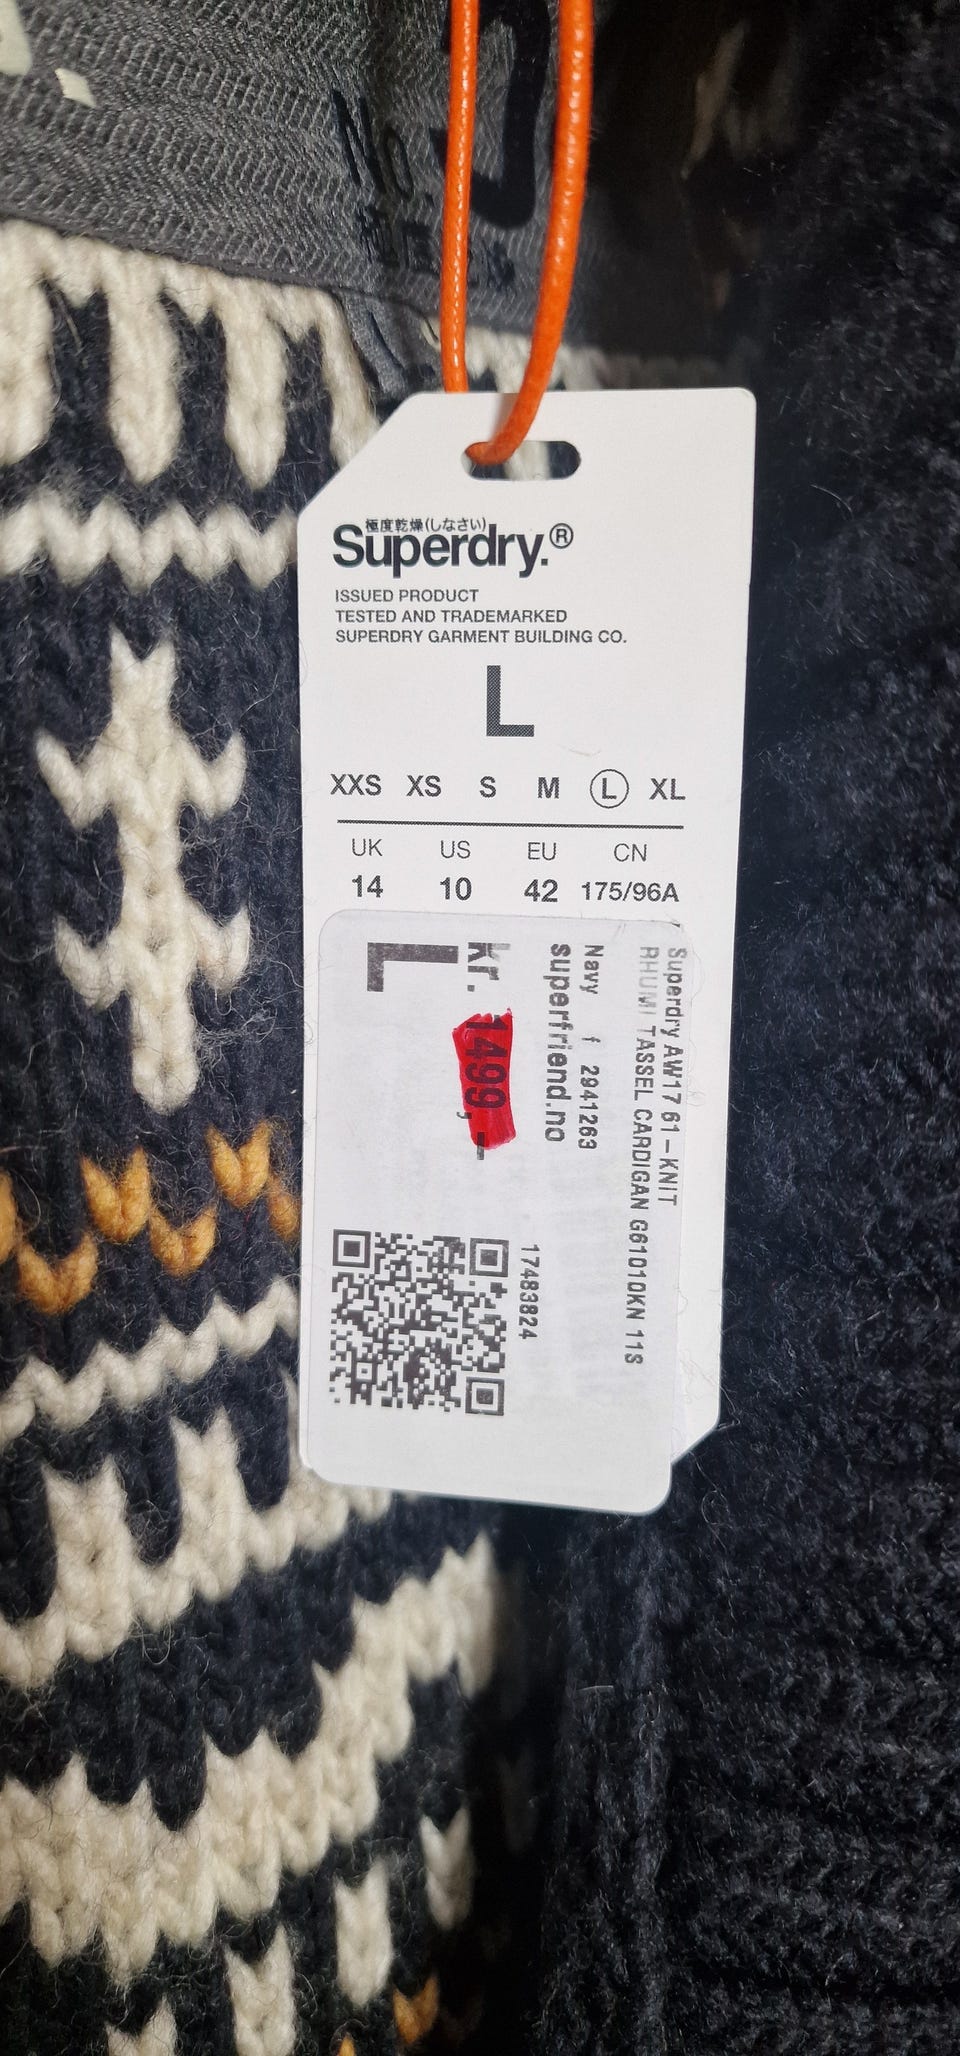 極度乾燥(しなさい)
Superdry.®
ISSUED PRODUCT
TESTED AND TRADEMARKED
SUPERDRY GARMENT BUILDING CO.
L
XXS XS S M L XL
UK US EU CN
14 10 42 175/96A
Superdry AW17 61-KNIT
RHUMI TASSEL CARDIGAN G61010KN 11S
Navy f 2941263
superfriend.no
17483824
kr. 1499,-
L